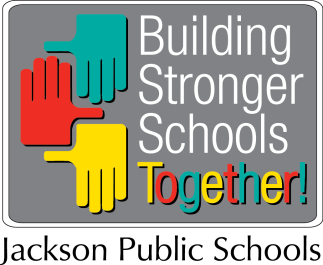 Building
Stronger
Schools
Together!
Jackson Public Schools